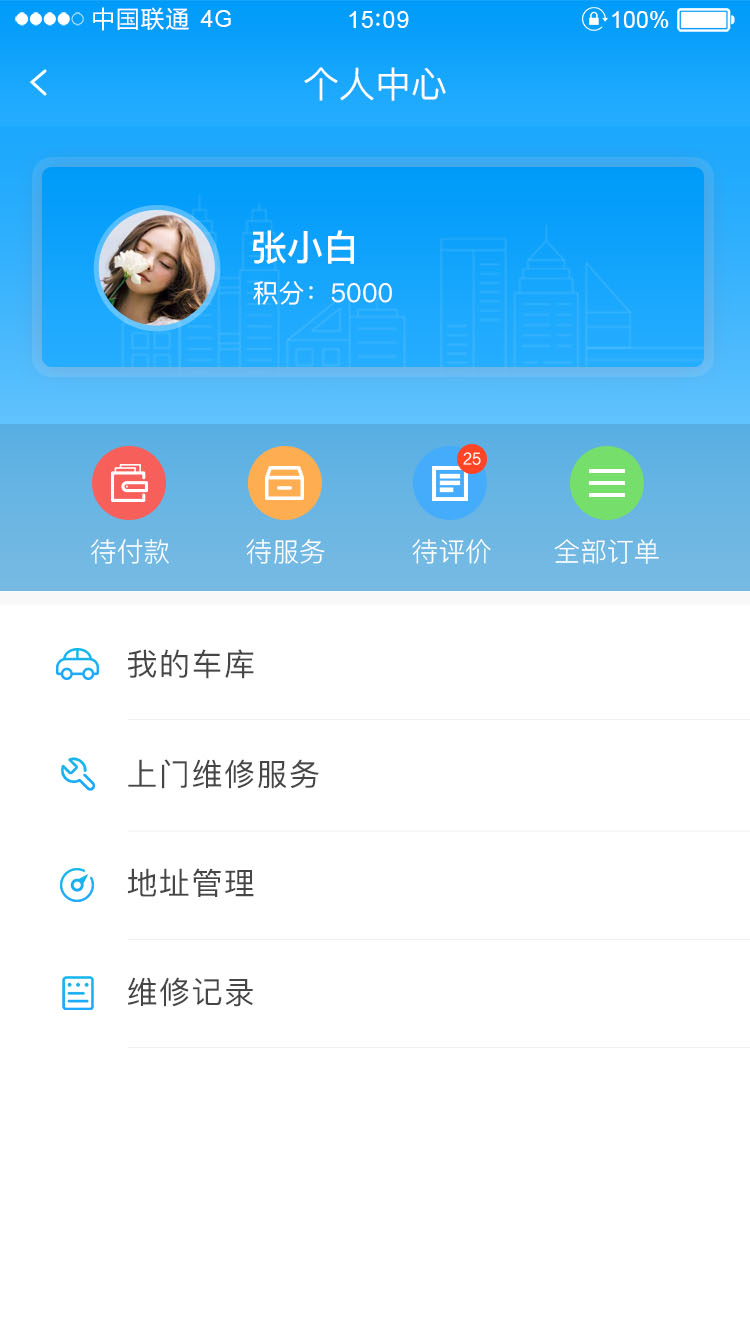 中国联通 4G 15:09 100%
个人中心
张小白
积分：5000
25
待付款 待服务 待评价 全部订单
我的车库
上门维修服务
地址管理
维修记录